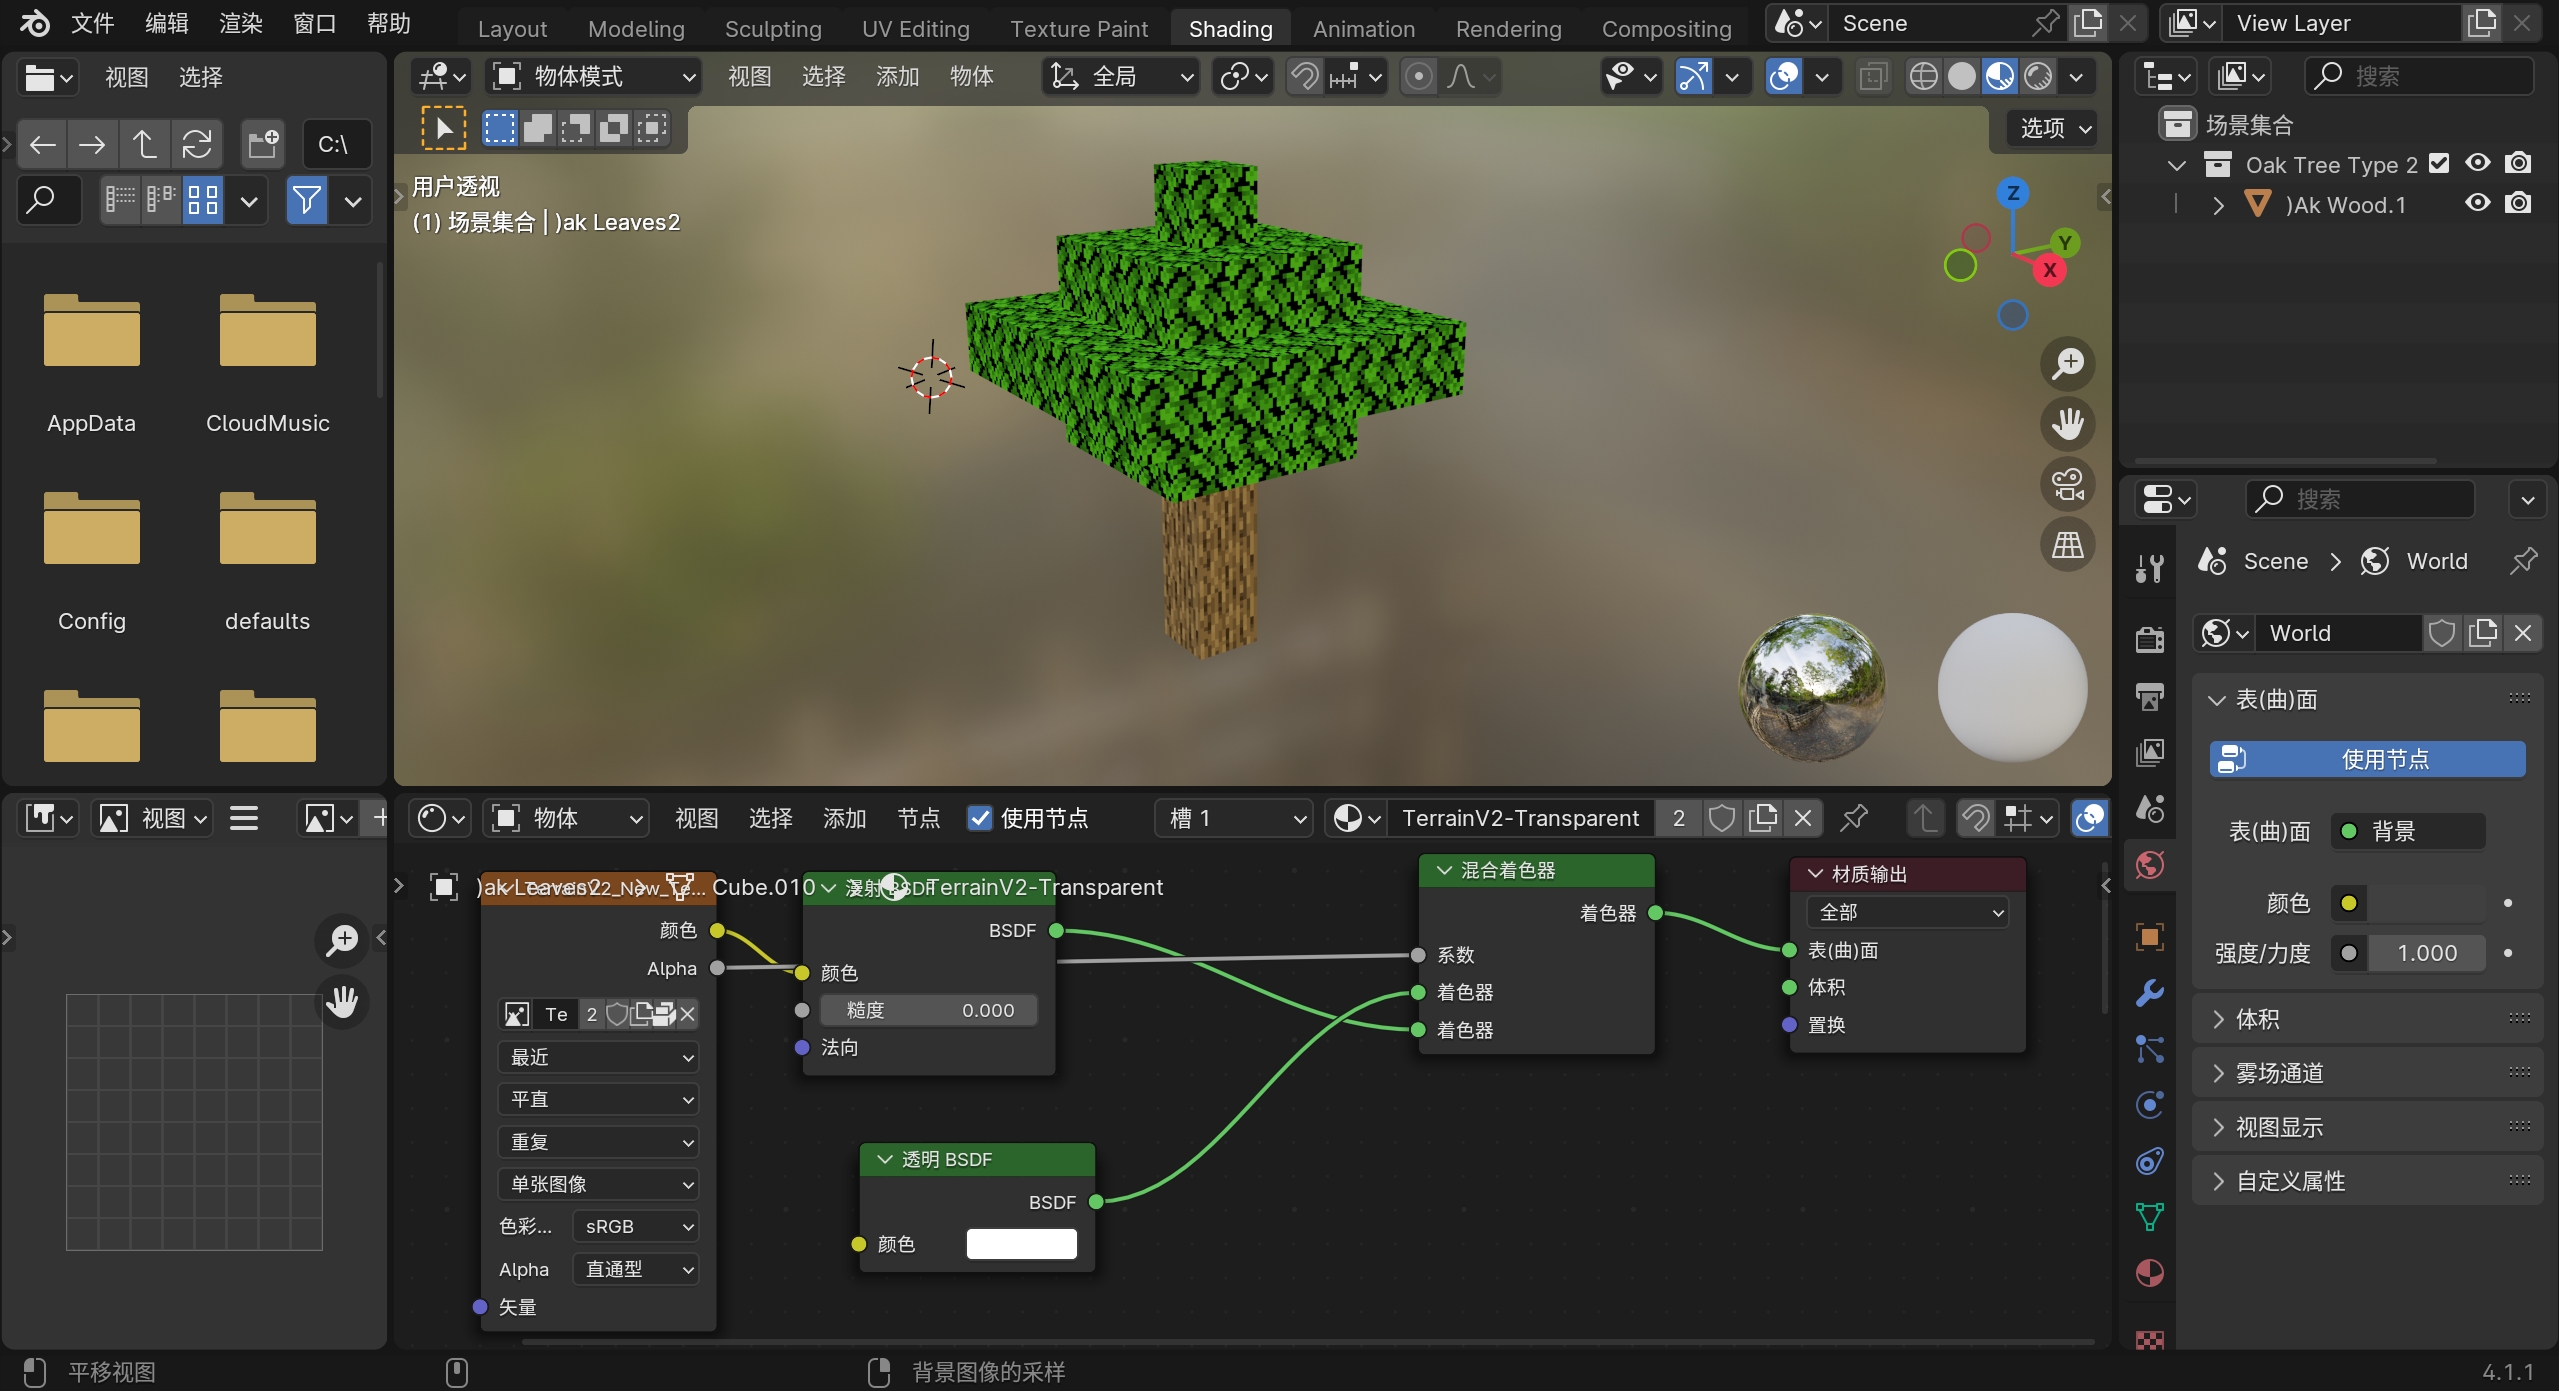 文件 编辑 渲染 窗口 帮助 Layout Modeling Sculpting UV Editing Texture Paint Shading Animation Rendering Compositing Scene View Layer
视图 选择 物体模式 视图 选择 添加 物体 全局 搜索
C:\ 选项 场景集合
Oak Tree Type 2
)Ak Wood.1
用户透视
(1) 场景集合 | )ak Leaves2
Z
Y
X
AppData CloudMusic
Config defaults
搜索
Scene World
World
表(曲)面
使用节点
表(曲)面 背景
颜色
强度/力度 1.000
体积
雾场通道
视图显示
自定义属性
视图 物体 视图 选择 添加 节点 使用节点 槽 1 TerrainV2-Transparent 2
)ak Leaves2 Cube.010 TerrainV2-Transparent
TerrainV2_New_Te...
颜色
Alpha
Te 2
最近
平直
重复
单张图像
色彩... sRGB
Alpha 直通型
矢量
漫射 BSDF
BSDF
颜色
糙度 0.000
法向
透明 BSDF
BSDF
颜色
混合着色器
着色器
系数
着色器
着色器
材质输出
全部
表(曲)面
体积
置换
平移视图 背景图像的采样 4.1.1